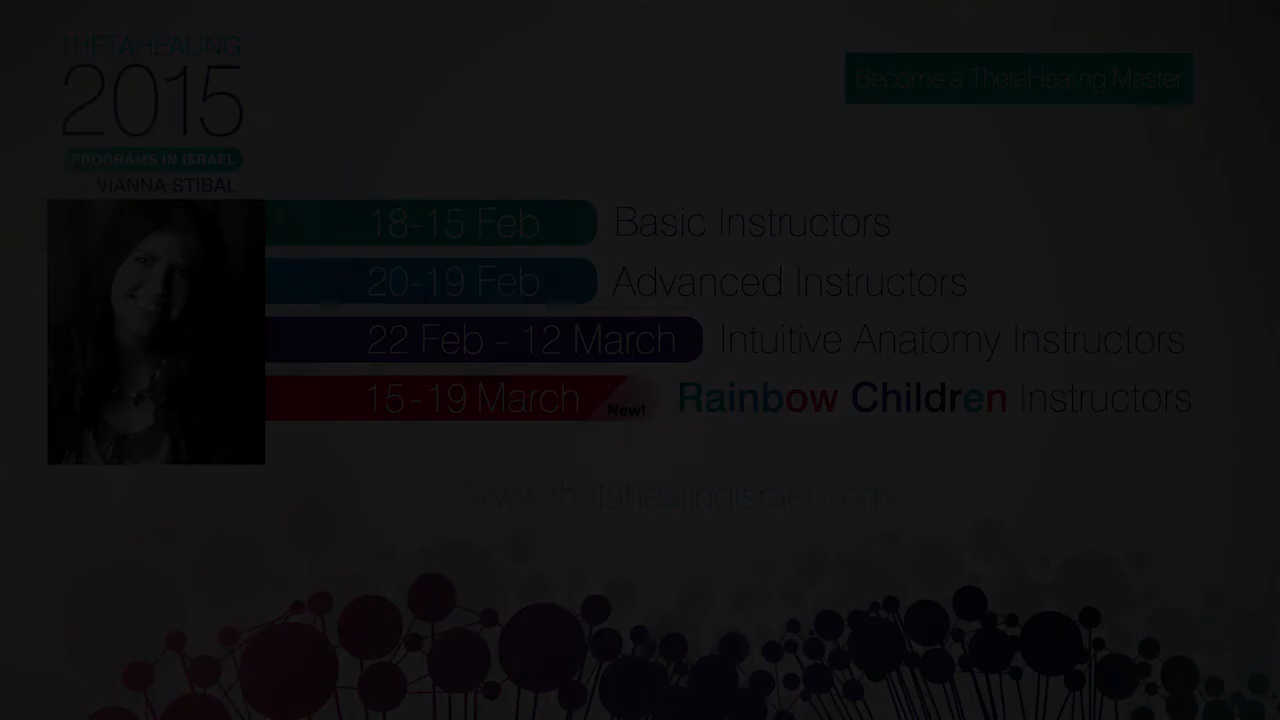 THETAHEALING
2015
PROGRAMS IN ISRAEL
VIANNA STIBAL
Become a ThetaHealing Master
18-15 Feb Basic Instructors
20-19 Feb Advanced Instructors
22 Feb - 12 March Intuitive Anatomy Instructors
15-19 March New! Rainbow Children Instructors
www.thetahealingisrael.com